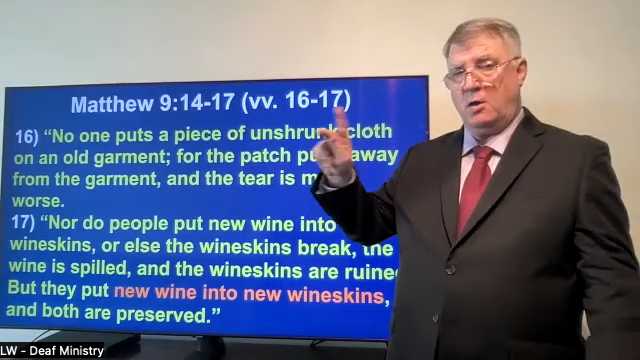 Matthew 9:14-17 (vv. 16-17)
16) “No one puts a piece of unshrunk cloth
on an old garment; for the patch away
from the garment, and the tear is
worse.
17) “Nor do people put new wine into
wineskins, or else the wineskins break, the
wine is spilled, and the wineskins are ruined
But they put new wine into new wineskins,
and both are preserved.”
LW - Deaf Ministry